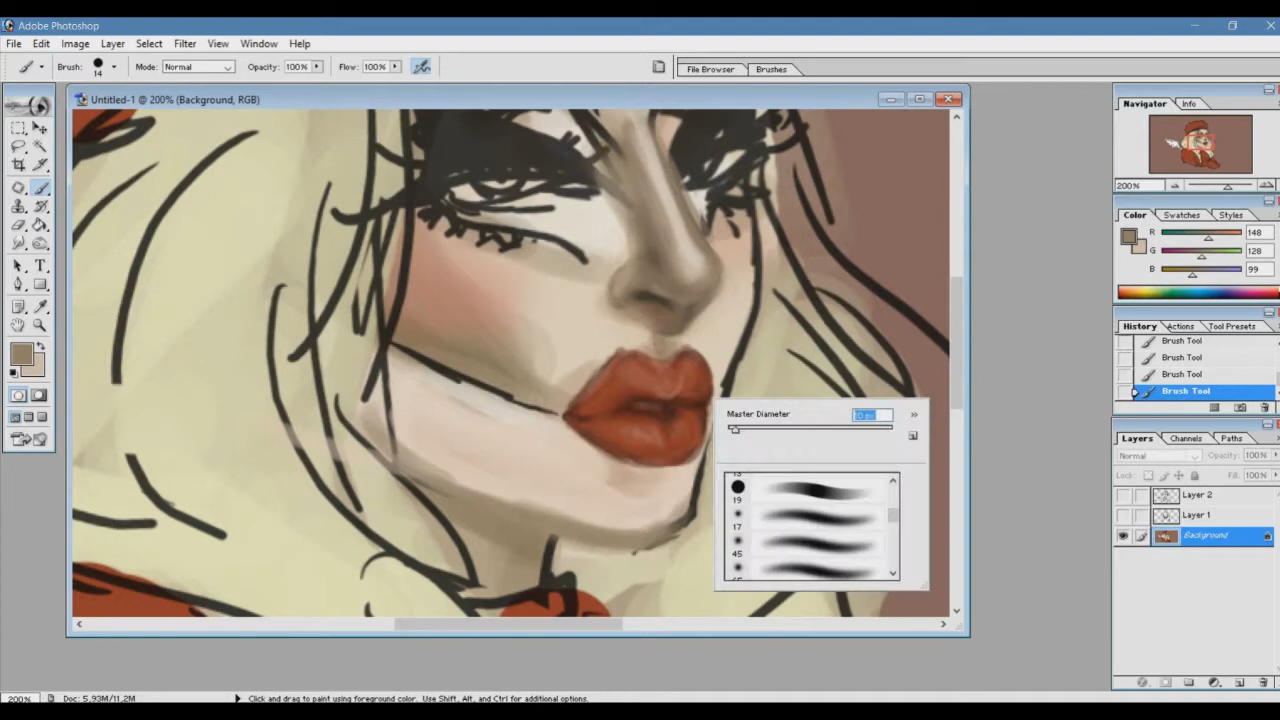 Adobe Photoshop
File Edit Image Layer Select Filter View Window Help
Brush: 14 Mode: Normal Opacity: 100% Flow: 100% File Browser Brushes
Untitled-1 @ 200% (Background, RGB)
Navigator Info
200%
Color Swatches Styles
R 148
G 128
B 99
History Actions Tool Presets
Brush Tool
Brush Tool
Brush Tool
Brush Tool
Master Diameter
19
17
45
Layers Channels Paths
Normal Opacity: 100%
Lock: Fill: 100%
Layer 2
Layer 1
Background
200% Doc: 5,93M/11,2M Click and drag to paint using foreground color. Use Shift, Alt, and Ctrl for additional options.